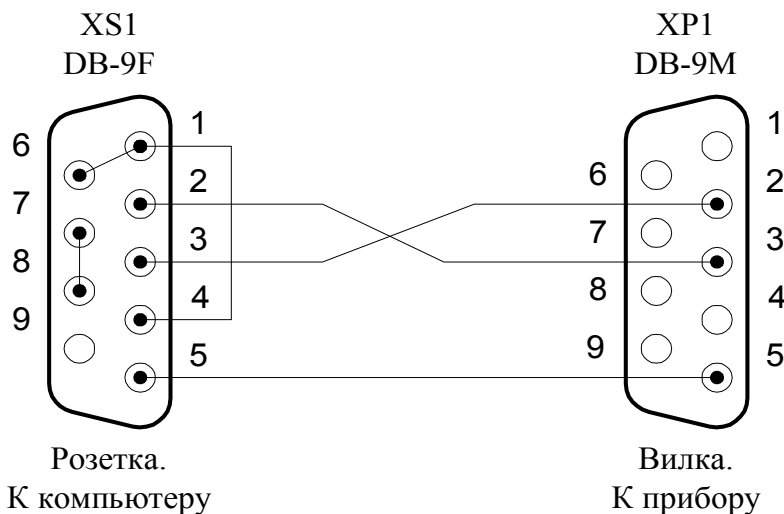 XS1
DB-9F
1
6
2
7
3
8
4
9
5
Розетка.
К компьютеру
XP1
DB-9M
1
6
2
7
3
8
4
9
5
Вилка.
К прибору